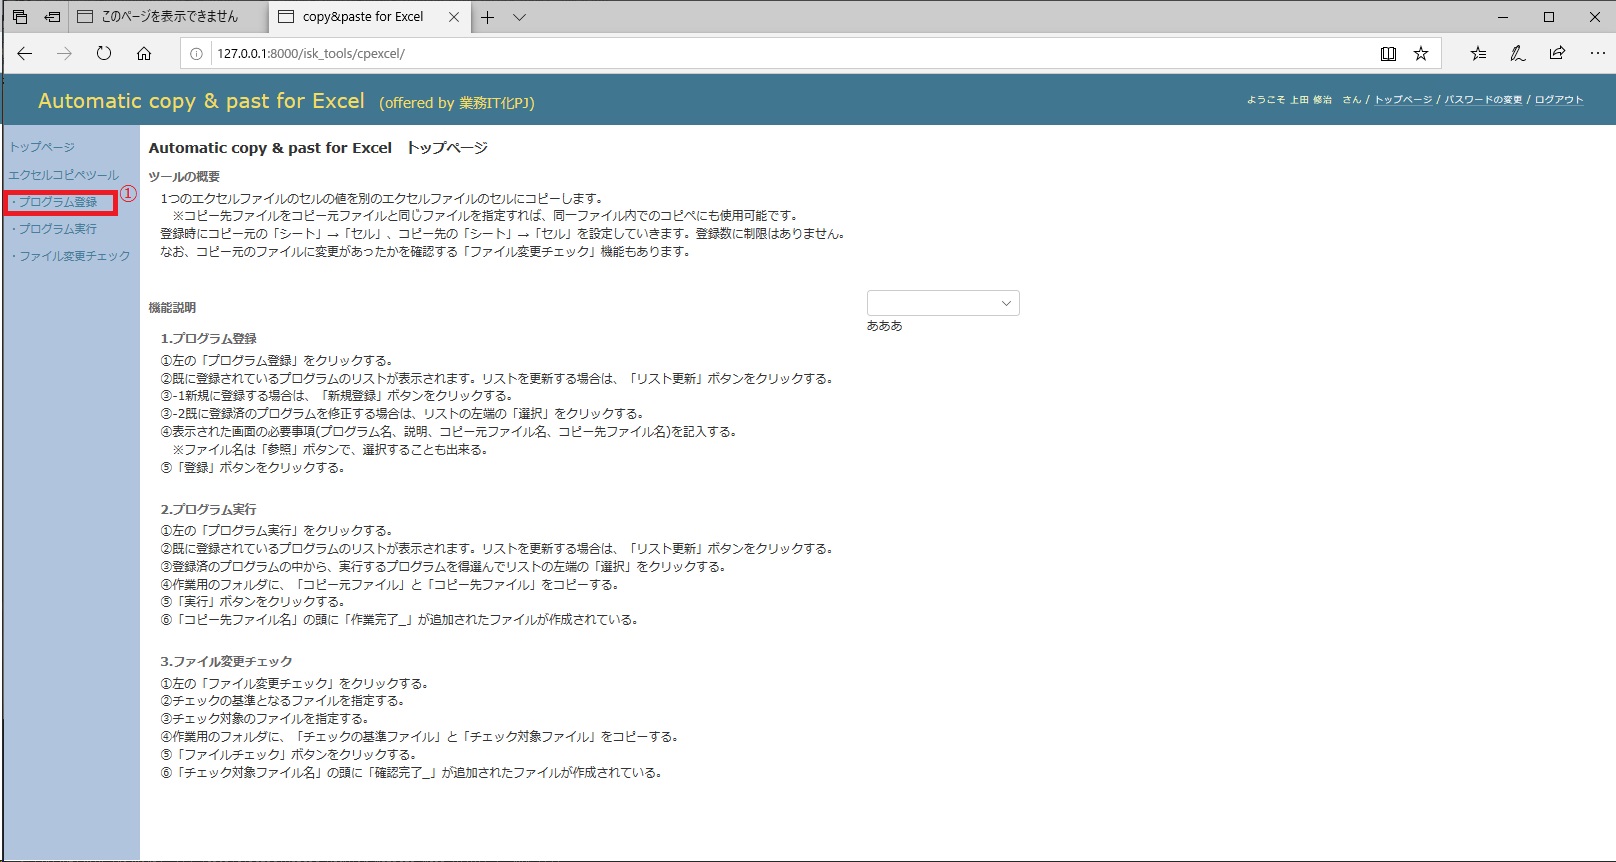 このページを表示できません
copy&paste for Excel
127.0.0.1:8000/isk_tools/cpexcel/
Automatic copy & past for Excel (offered by 業務IT化PJ)
ようこそ 上田 修治 さん / トップページ / パスワードの変更 / ログアウト
トップページ
エクセルコピペツール
・プログラム登録
①
・プログラム実行
・ファイル変更チェック
Automatic copy & past for Excel トップページ
ツールの概要
1つのエクセルファイルのセルの値を別のエクセルファイルのセルにコピーします。
※コピー先ファイルをコピー元ファイルと同じファイルを指定すれば、同一ファイル内でのコペにも使用可能です。
登録時にコピー元の「シート」→「セル」、コピー先の「シート」→「セル」を設定していきます。登録数に制限はありません。
なお、コピー元のファイルに変更があったかを確認する「ファイル変更チェック」機能もあります。
機能説明
あああ
1.プログラム登録
①左の「プログラム登録」をクリックする。
②既に登録されているプログラムのリストが表示されます。リストを更新する場合は、「リスト更新」ボタンをクリックする。
③-1新規に登録する場合は、「新規登録」ボタンをクリックする。
③-2既に登録済のプログラムを修正する場合は、リストの左端の「選択」をクリックする。
④表示された画面の必要事項(プログラム名、説明、コピー元ファイル名、コピー先ファイル名)を記入する。
※ファイル名は「参照」ボタンで、選択することも出来る。
⑤「登録」ボタンをクリックする。
2.プログラム実行
①左の「プログラム実行」をクリックする。
②既に登録されているプログラムのリストが表示されます。リストを更新する場合は、「リスト更新」ボタンをクリックする。
③登録済のプログラムの中から、実行するプログラムを得選んでリストの左端の「選択」をクリックする。
④作業用のフォルダに、「コピー元ファイル」と「コピー先ファイル」をコピーする。
⑤「実行」ボタンをクリックする。
⑥「コピー先ファイル名」の頭に「作業完了_」が追加されたファイルが作成されている。
3.ファイル変更チェック
①左の「ファイル変更チェック」をクリックする。
②チェックの基準となるファイルを指定する。
③チェック対象のファイルを指定する。
④作業用のフォルダに、「チェックの基準ファイル」と「チェック対象ファイル」をコピーする。
⑤「ファイルチェック」ボタンをクリックする。
⑥「チェック対象ファイル名」の頭に「確認完了_」が追加されたファイルが作成されている。